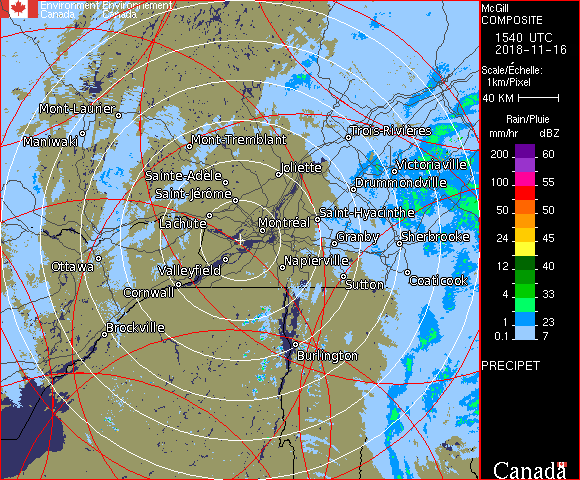 Environment Environnement
Canada Canada
McGill
COMPOSITE
1540 UTC
2018-11-16
Scale/Échelle:
1km/Pixel
40 KM
Rain/Pluie
mm/hr dBZ
200 60
150 55
100 55
50 50
24 45
12 40
4 33
1 23
0.1 7
PRECIPET
Mont-Laurier
Maniwaki
Mont-Tremblant
Trois-Rivières
Joliette
Victoriaville
Sainte-Adèle
Drummondville
Saint-Jérôme
Saint-Hyacinthe
Lachute
Montréal
Granby
Sherbrooke
Ottawa
Valleyfield
Napierville
Cornwall
Sutton
Coaticook
Brockville
Burlington
Canada